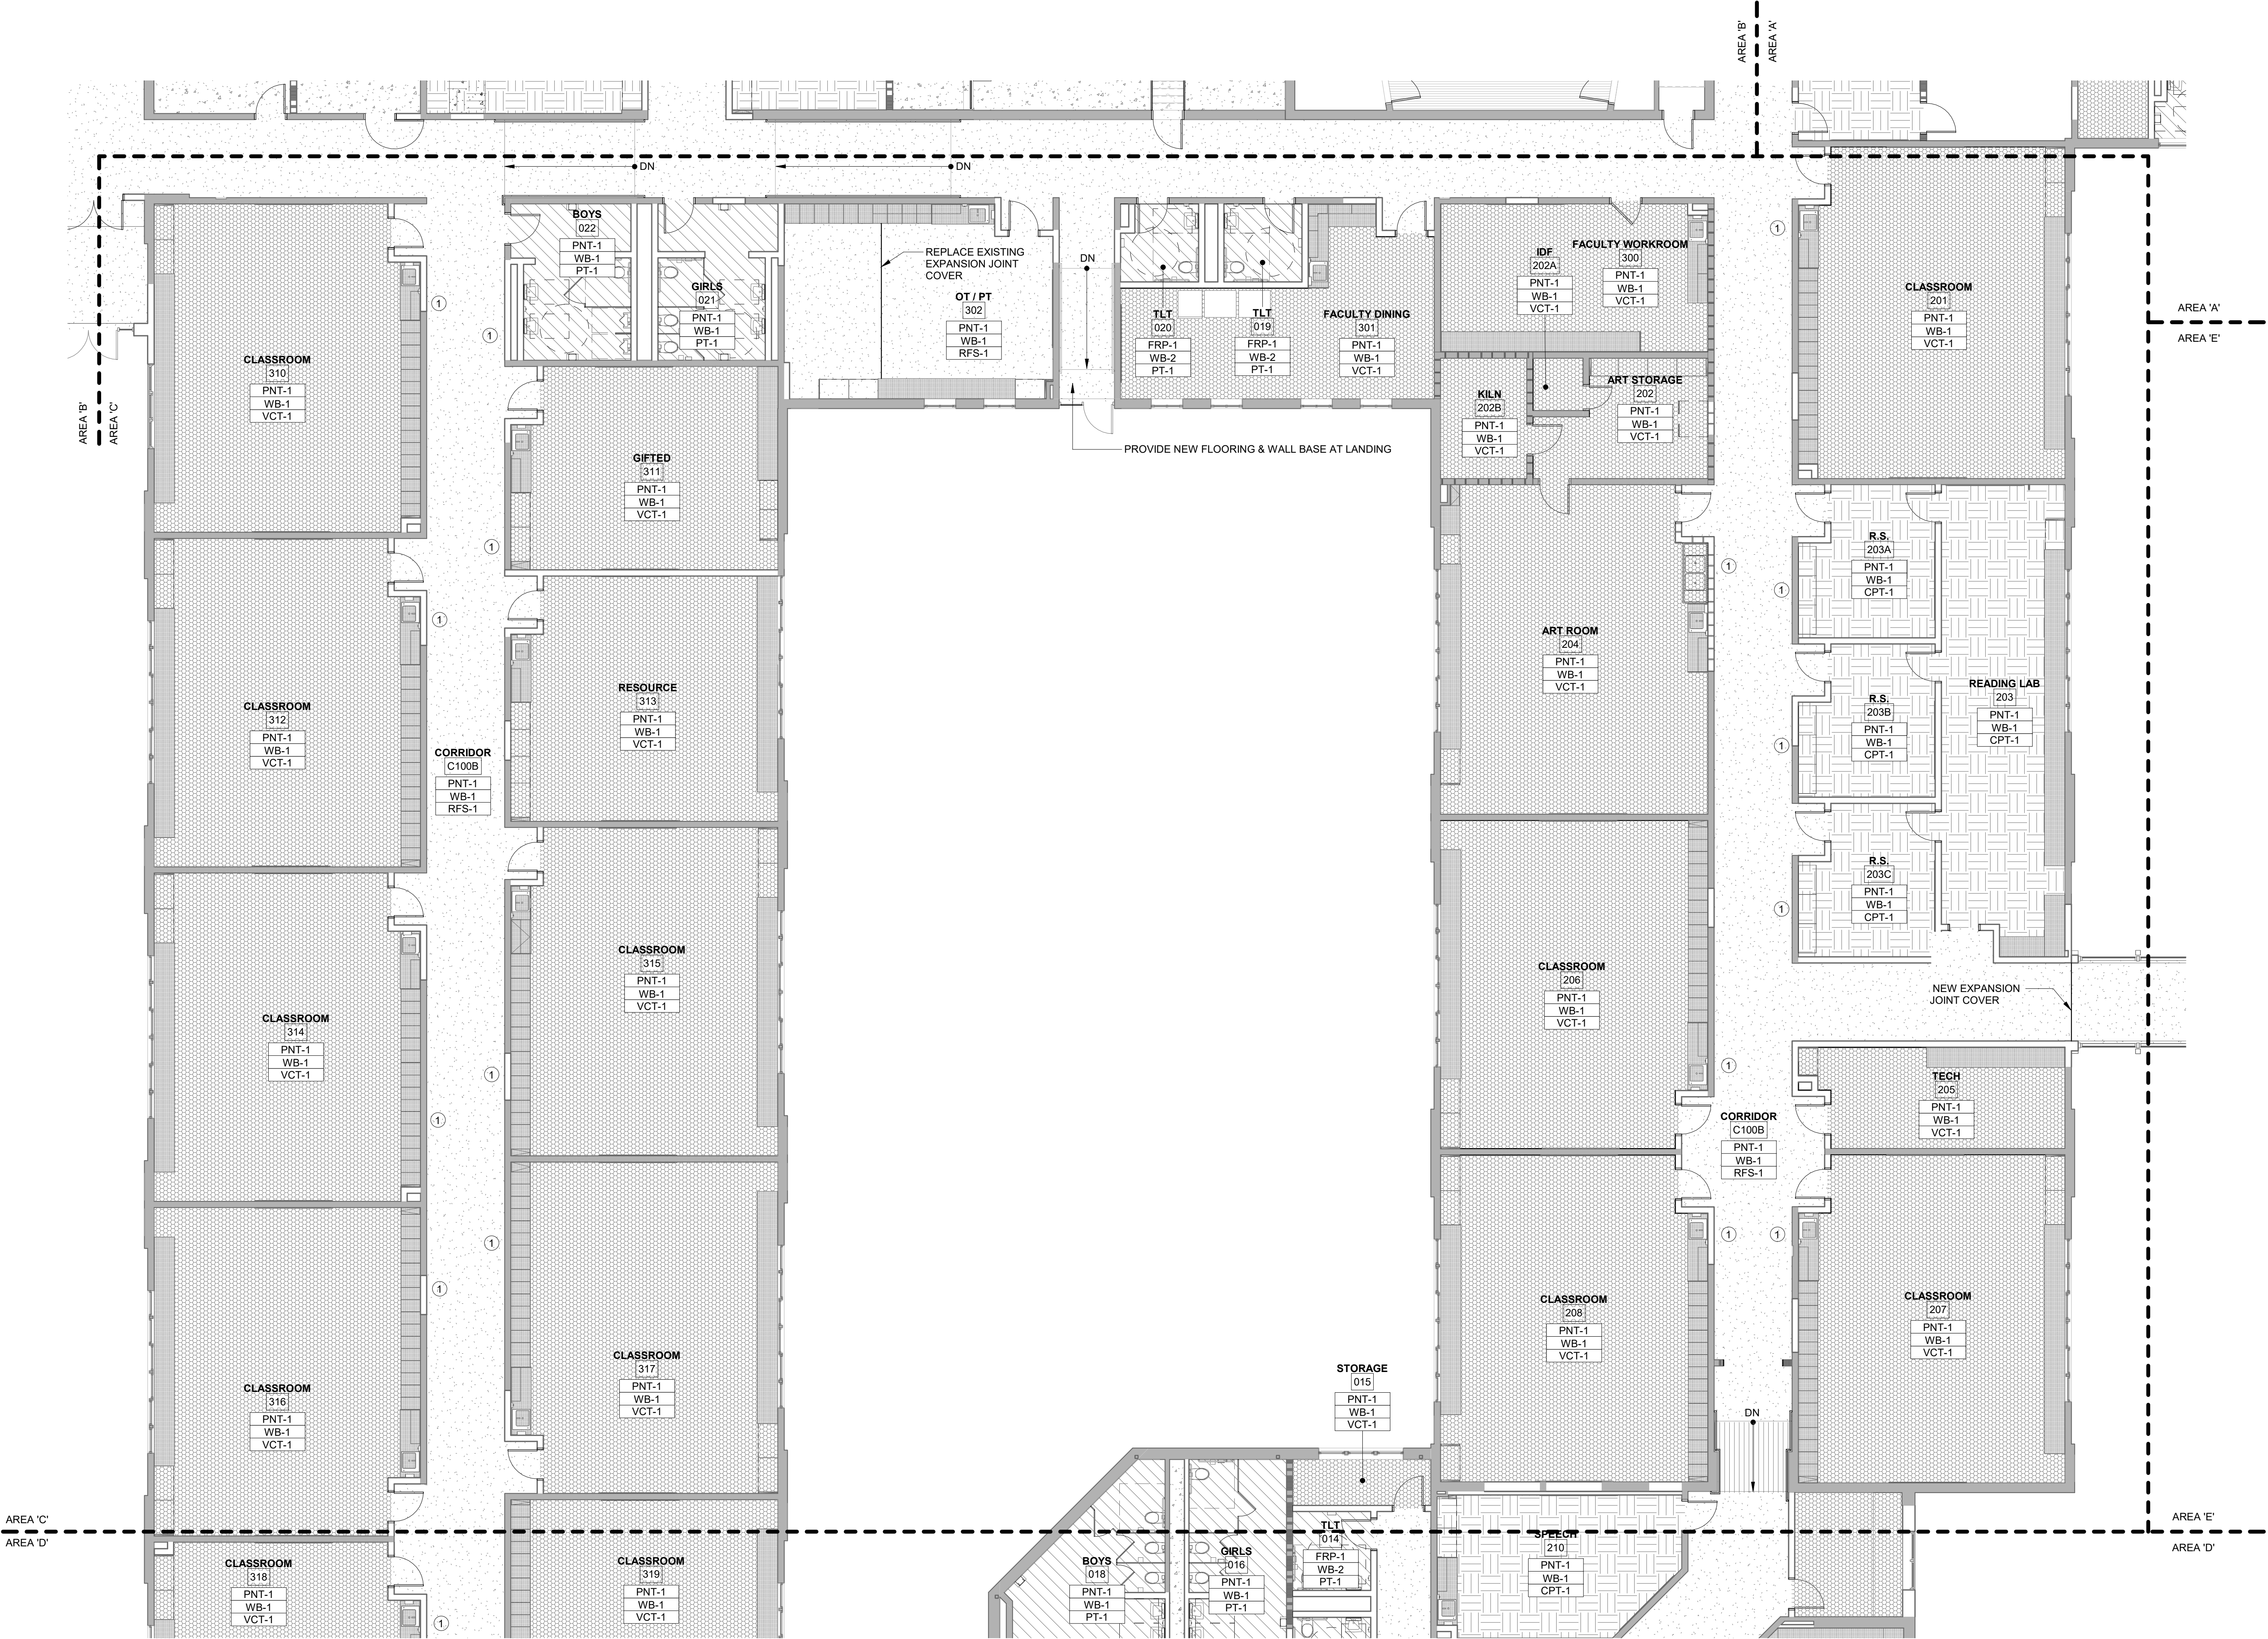 AREA 'B'
AREA 'A'
DN
DN
BOYS
022
PNT-1
WB-1
PT-1
GIRLS
021
PNT-1
WB-1
PT-1
REPLACE EXISTING
EXPANSION JOINT
COVER
OT / PT
302
PNT-1
WB-1
RFS-1
DN
TLT
020
FRP-1
WB-2
PT-1
TLT
019
FRP-1
WB-2
PT-1
FACULTY DINING
301
PNT-1
WB-1
VCT-1
IDF
202A
PNT-1
WB-1
VCT-1
FACULTY WORKROOM
300
PNT-1
WB-1
VCT-1
1
CLASSROOM
201
PNT-1
WB-1
VCT-1
AREA 'A'
AREA 'E'
1
1
CLASSROOM
310
PNT-1
WB-1
VCT-1
AREA 'B'
AREA 'C'
KILN
202B
PNT-1
WB-1
VCT-1
ART STORAGE
202
PNT-1
WB-1
VCT-1
PROVIDE NEW FLOORING & WALL BASE AT LANDING
GIFTED
311
PNT-1
WB-1
VCT-1
1
1
1
R.S.
203A
PNT-1
WB-1
CPT-1
1
ART ROOM
204
PNT-1
WB-1
VCT-1
RESOURCE
313
PNT-1
WB-1
VCT-1
CLASSROOM
312
PNT-1
WB-1
VCT-1
CORRIDOR
C100B
PNT-1
WB-1
RFS-1
R.S.
203B
PNT-1
WB-1
CPT-1
READING LAB
203
PNT-1
WB-1
CPT-1
1
R.S.
203C
PNT-1
WB-1
CPT-1
1
CLASSROOM
315
PNT-1
WB-1
VCT-1
CLASSROOM
206
PNT-1
WB-1
VCT-1
NEW EXPANSION
JOINT COVER
CLASSROOM
314
PNT-1
WB-1
VCT-1
1
1
1
TECH
205
PNT-1
WB-1
VCT-1
CORRIDOR
C100B
PNT-1
WB-1
RFS-1
1
1
1
1
CLASSROOM
208
PNT-1
WB-1
VCT-1
CLASSROOM
207
PNT-1
WB-1
VCT-1
CLASSROOM
317
PNT-1
WB-1
VCT-1
STORAGE
015
PNT-1
WB-1
VCT-1
CLASSROOM
316
PNT-1
WB-1
VCT-1
DN
AREA 'C'
AREA 'D'
AREA 'E'
AREA 'D'
CLASSROOM
318
PNT-1
WB-1
VCT-1
1
CLASSROOM
319
PNT-1
WB-1
VCT-1
BOYS
018
PNT-1
WB-1
PT-1
GIRLS
016
PNT-1
WB-1
PT-1
TLT
014
FRP-1
WB-2
PT-1
SPEECH
210
PNT-1
WB-1
CPT-1